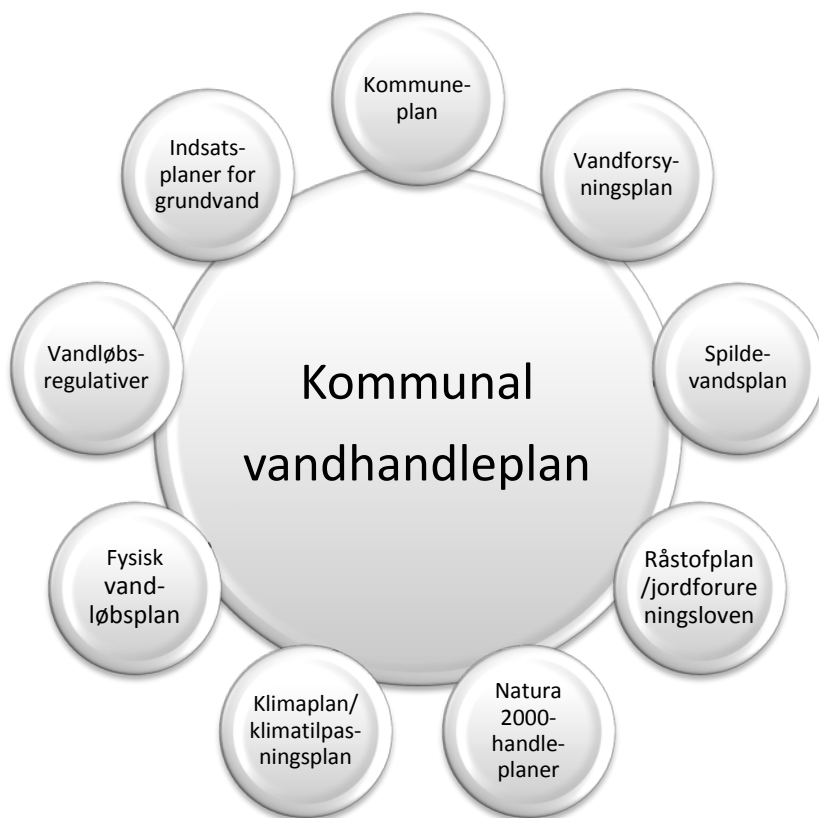 Kommune-
plan
Vandforsy-
ningsplan
Spilde-
vandsplan
Råstofplan
/jordforure
ningsloven
Natura
2000-
handle-
planer
Klimaplan/
klimatilpas-
ningsplan
Fysisk
vand-
løbsplan
Vandløbs-
regulativer
Indsats-
planer for
grundvand
Kommunal
vandhandleplan